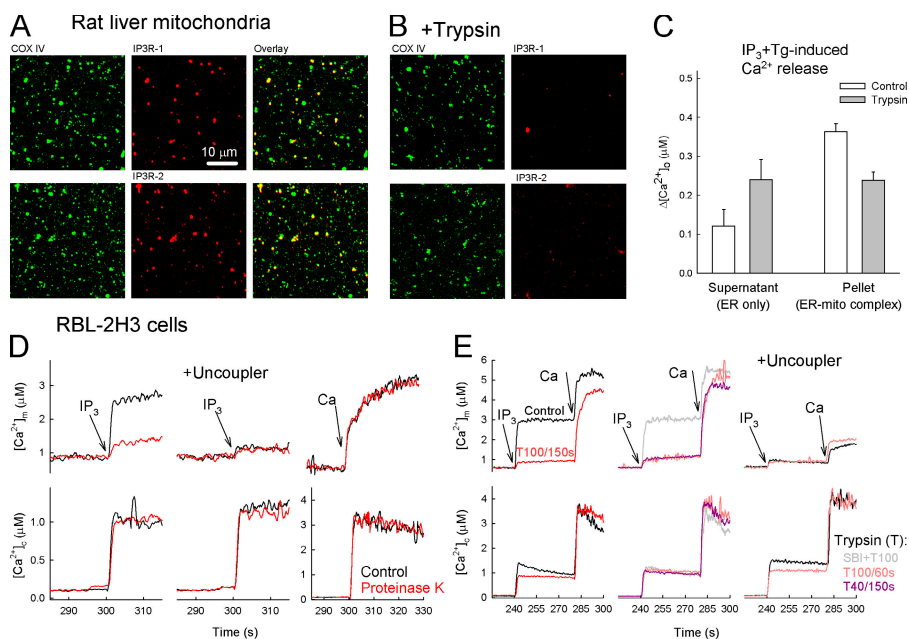 A Rat liver mitochondria
COX IV IP3R-1 Overlay
10 µm
IP3R-2
B +Trypsin
COX IV IP3R-1
IP3R-2
C
IP3+Tg-induced
Ca2+ release
Control
Trypsin
Δ[Ca2+]o
0.5
0.4
0.3
0.2
0.1
0.0
Supernatant Pellet
(ER only) (ER-mito complex)
RBL-2H3 cells
D
+Uncoupler
[Ca2+]m (µM)
3
2
1
IP3 IP3 Ca
[Ca2+]c (µM)
1.0
0.5
0.0
4
3
2
1
0
Control
Proteinase K
290 300 310 290 300 310 290 300 310 320 330
Time (s)
E
+Uncoupler
[Ca2+]m (µM)
6
5
4
3
2
1
IP3 Control Ca
T100/150s
IP3 Ca
IP3 Ca
[Ca2+]c (µM)
4
3
2
1
0
Trypsin (T):
SBI+T100
T100/60s
T40/150s
240 255 270 285 300 240 255 270 285 300 240 255 270 285 300
Time (s)